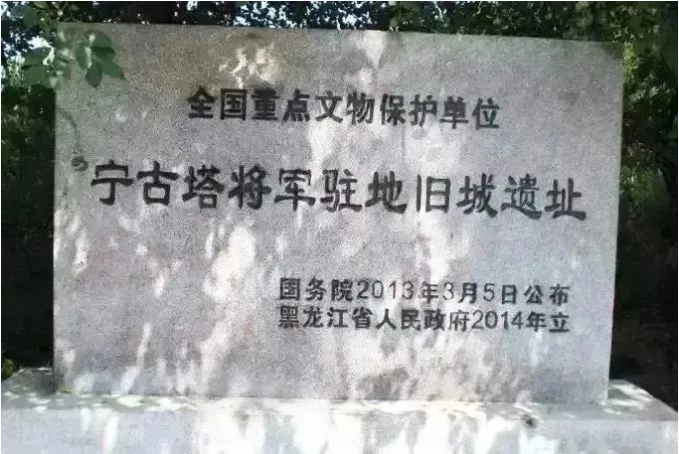 全国重点文物保护单位
宁古塔将军驻地旧城遗址
国务院2013年3月5日公布
黑龙江省人民政府2014年立